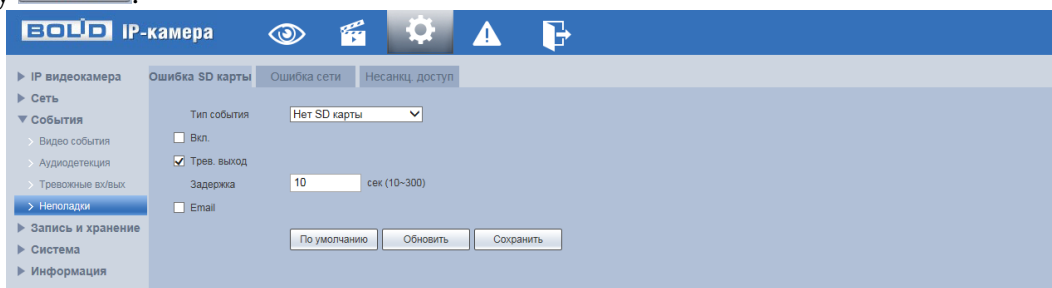 BOLID IP-камера
IP видеокамера
Сеть
События
Видео события
Аудиодетекция
Тревожные вх/вых
Неполадки
Запись и хранение
Система
Информация
Ошибка SD карты Ошибка сети Несанкц. доступ
Тип события Нет SD карты
Вкл.
Трев. выход
Задержка 10 сек (10~300)
Email
По умолчанию Обновить Сохранить